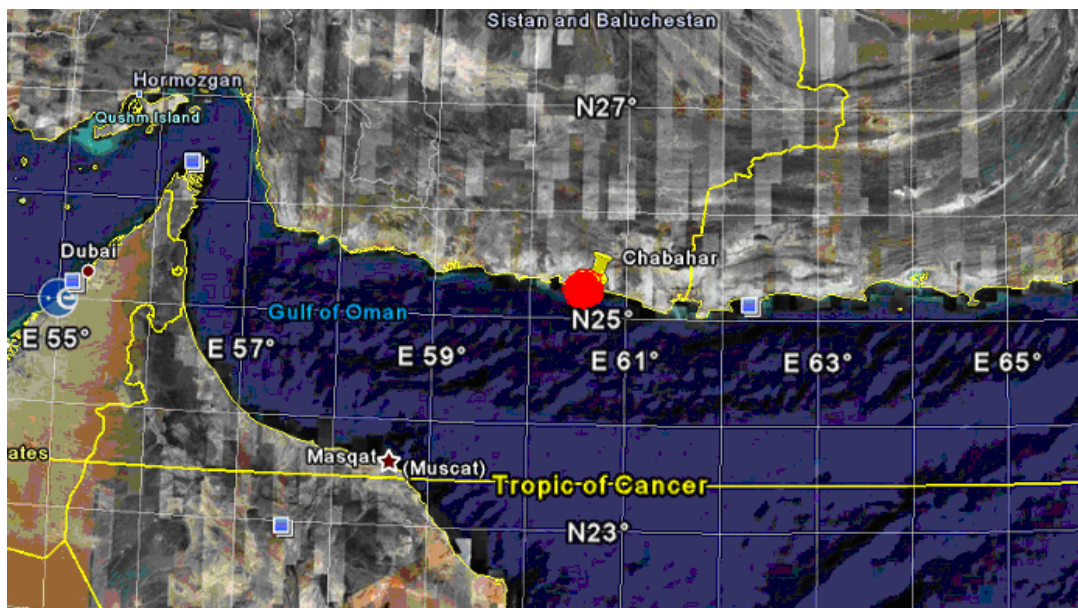 Sistan and Baluchestan
Hormozgan
N27°
Qushm Island
Dubai
Chabahar
Gulf of Oman
N25°
E 55°
E 57°
E 59°
E 61°
E 63°
E 65°
ates
Masqat
(Muscat)
Tropic of Cancer
N23°